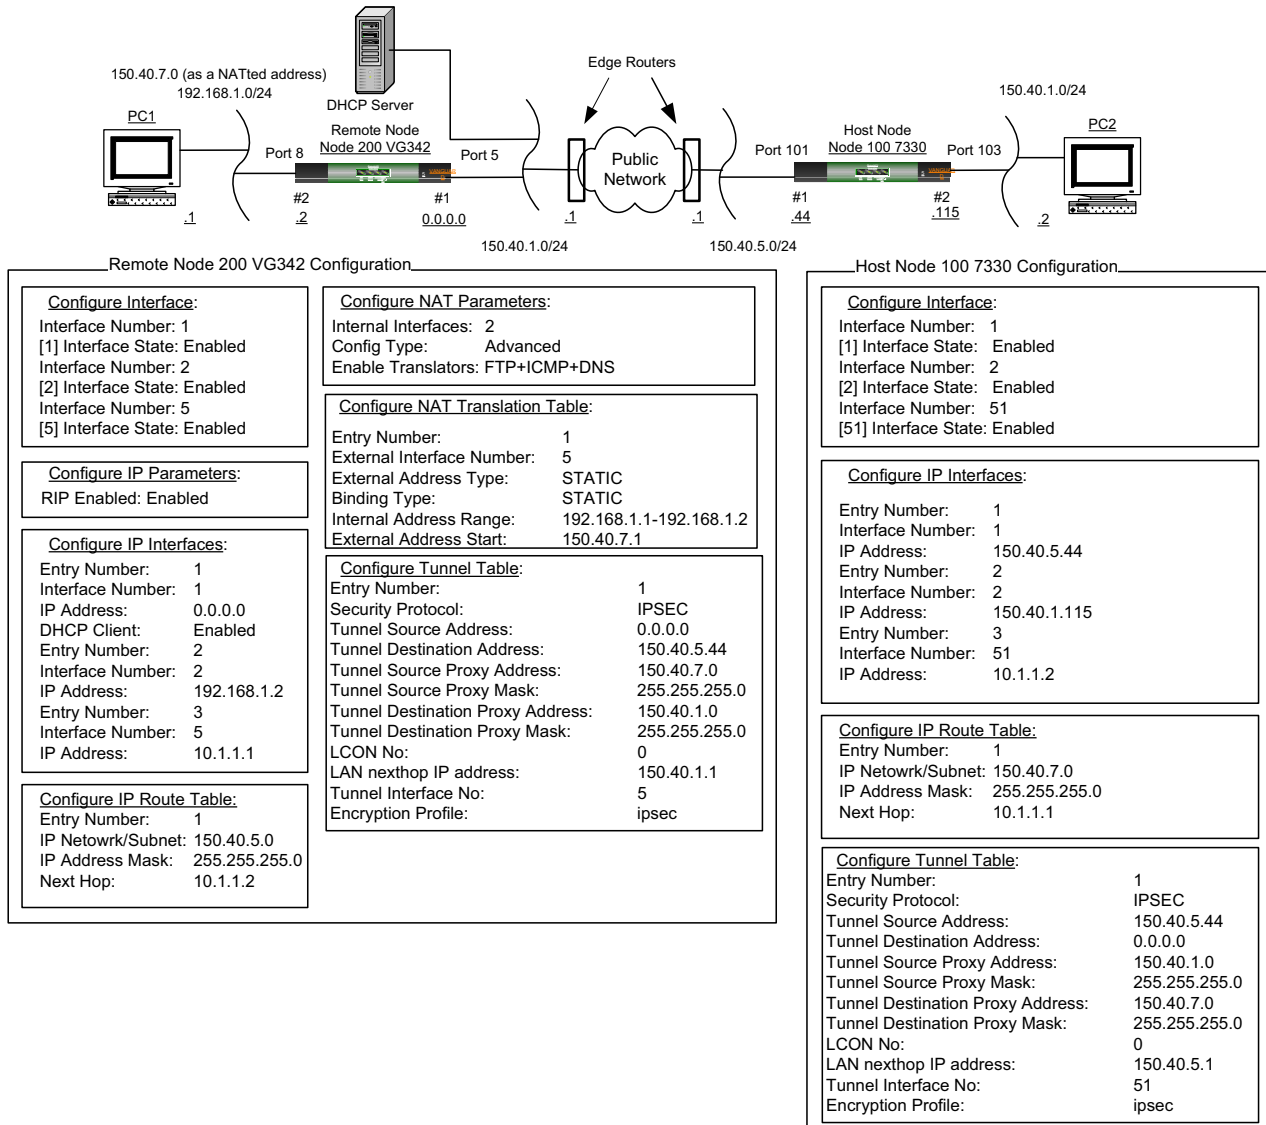 150.40.7.0 (as a NATted address)
192.168.1.0/24
PC1
DHCP Server
Edge Routers
150.40.1.0/24
PC2
Remote Node
Node 200 VG342
Port 8
Port 5
Public
Network
Port 101
Host Node
Node 100 7330
Port 103
#2
.2
#1
0.0.0.0
.1
.1
.1
#1
.44
#2
.115
.2
150.40.1.0/24
150.40.5.0/24
Remote Node 200 VG342 Configuration
Configure Interface:
Interface Number: 1
[1] Interface State: Enabled
Interface Number: 2
[2] Interface State: Enabled
Interface Number: 5
[5] Interface State: Enabled
Configure IP Parameters:
RIP Enabled: Enabled
Configure IP Interfaces:
Entry Number: 1
Interface Number: 1
IP Address: 0.0.0.0
DHCP Client: Enabled
Entry Number: 2
Interface Number: 2
IP Address: 192.168.1.2
Entry Number: 3
Interface Number: 5
IP Address: 10.1.1.1
Configure IP Route Table:
Entry Number: 1
IP Netowrk/Subnet: 150.40.5.0
IP Address Mask: 255.255.255.0
Next Hop: 10.1.1.2
Configure NAT Parameters:
Internal Interfaces: 2
Config Type: Advanced
Enable Translators: FTP+ICMP+DNS
Configure NAT Translation Table:
Entry Number: 1
External Interface Number: 5
External Address Type: STATIC
Binding Type: STATIC
Internal Address Range: 192.168.1.1-192.168.1.2
External Address Start: 150.40.7.1
Configure Tunnel Table:
Entry Number: 1
Security Protocol: IPSEC
Tunnel Source Address: 0.0.0.0
Tunnel Destination Address: 150.40.5.44
Tunnel Source Proxy Address: 150.40.7.0
Tunnel Source Proxy Mask: 255.255.255.0
Tunnel Destination Proxy Address: 150.40.1.0
Tunnel Destination Proxy Mask: 255.255.255.0
LCON No: 0
LAN nexthop IP address: 150.40.1.1
Tunnel Interface No: 5
Encryption Profile: ipsec
Host Node 100 7330 Configuration
Configure Interface:
Interface Number: 1
[1] Interface State: Enabled
Interface Number: 2
[2] Interface State: Enabled
Interface Number: 51
[51] Interface State: Enabled
Configure IP Interfaces:
Entry Number: 1
Interface Number: 1
IP Address: 150.40.5.44
Entry Number: 2
Interface Number: 2
IP Address: 150.40.1.115
Entry Number: 3
Interface Number: 51
IP Address: 10.1.1.2
Configure IP Route Table:
Entry Number: 1
IP Netowrk/Subnet: 150.40.7.0
IP Address Mask: 255.255.255.0
Next Hop: 10.1.1.1
Configure Tunnel Table:
Entry Number: 1
Security Protocol: IPSEC
Tunnel Source Address: 150.40.5.44
Tunnel Destination Address: 0.0.0.0
Tunnel Source Proxy Address: 150.40.1.0
Tunnel Source Proxy Mask: 255.255.255.0
Tunnel Destination Proxy Address: 150.40.7.0
Tunnel Destination Proxy Mask: 255.255.255.0
LCON No: 0
LAN nexthop IP address: 150.40.5.1
Tunnel Interface No: 51
Encryption Profile: ipsec